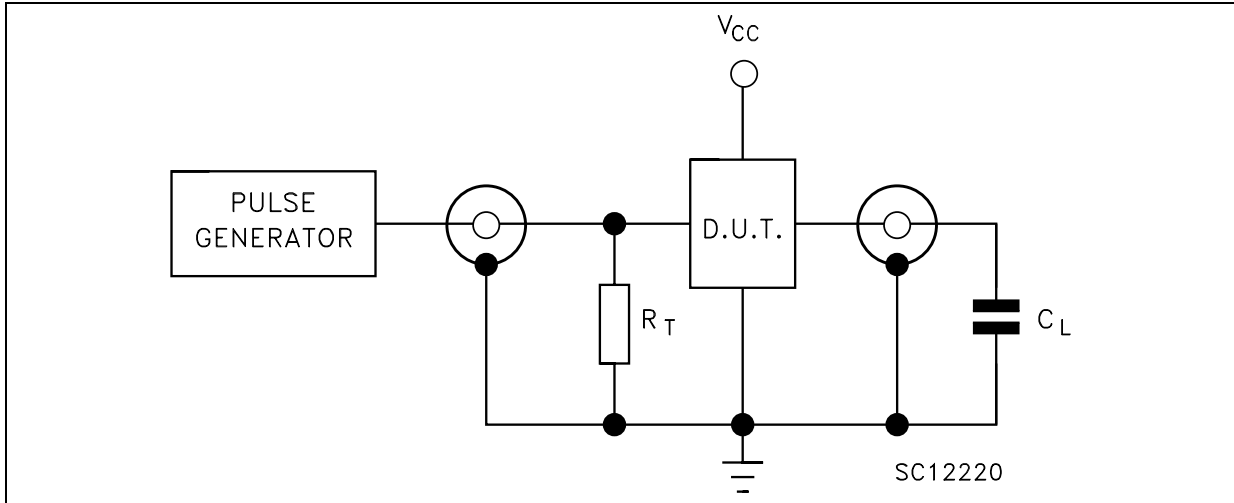 VCC
PULSE
GENERATOR
D.U.T.
RT
CL
SC12220